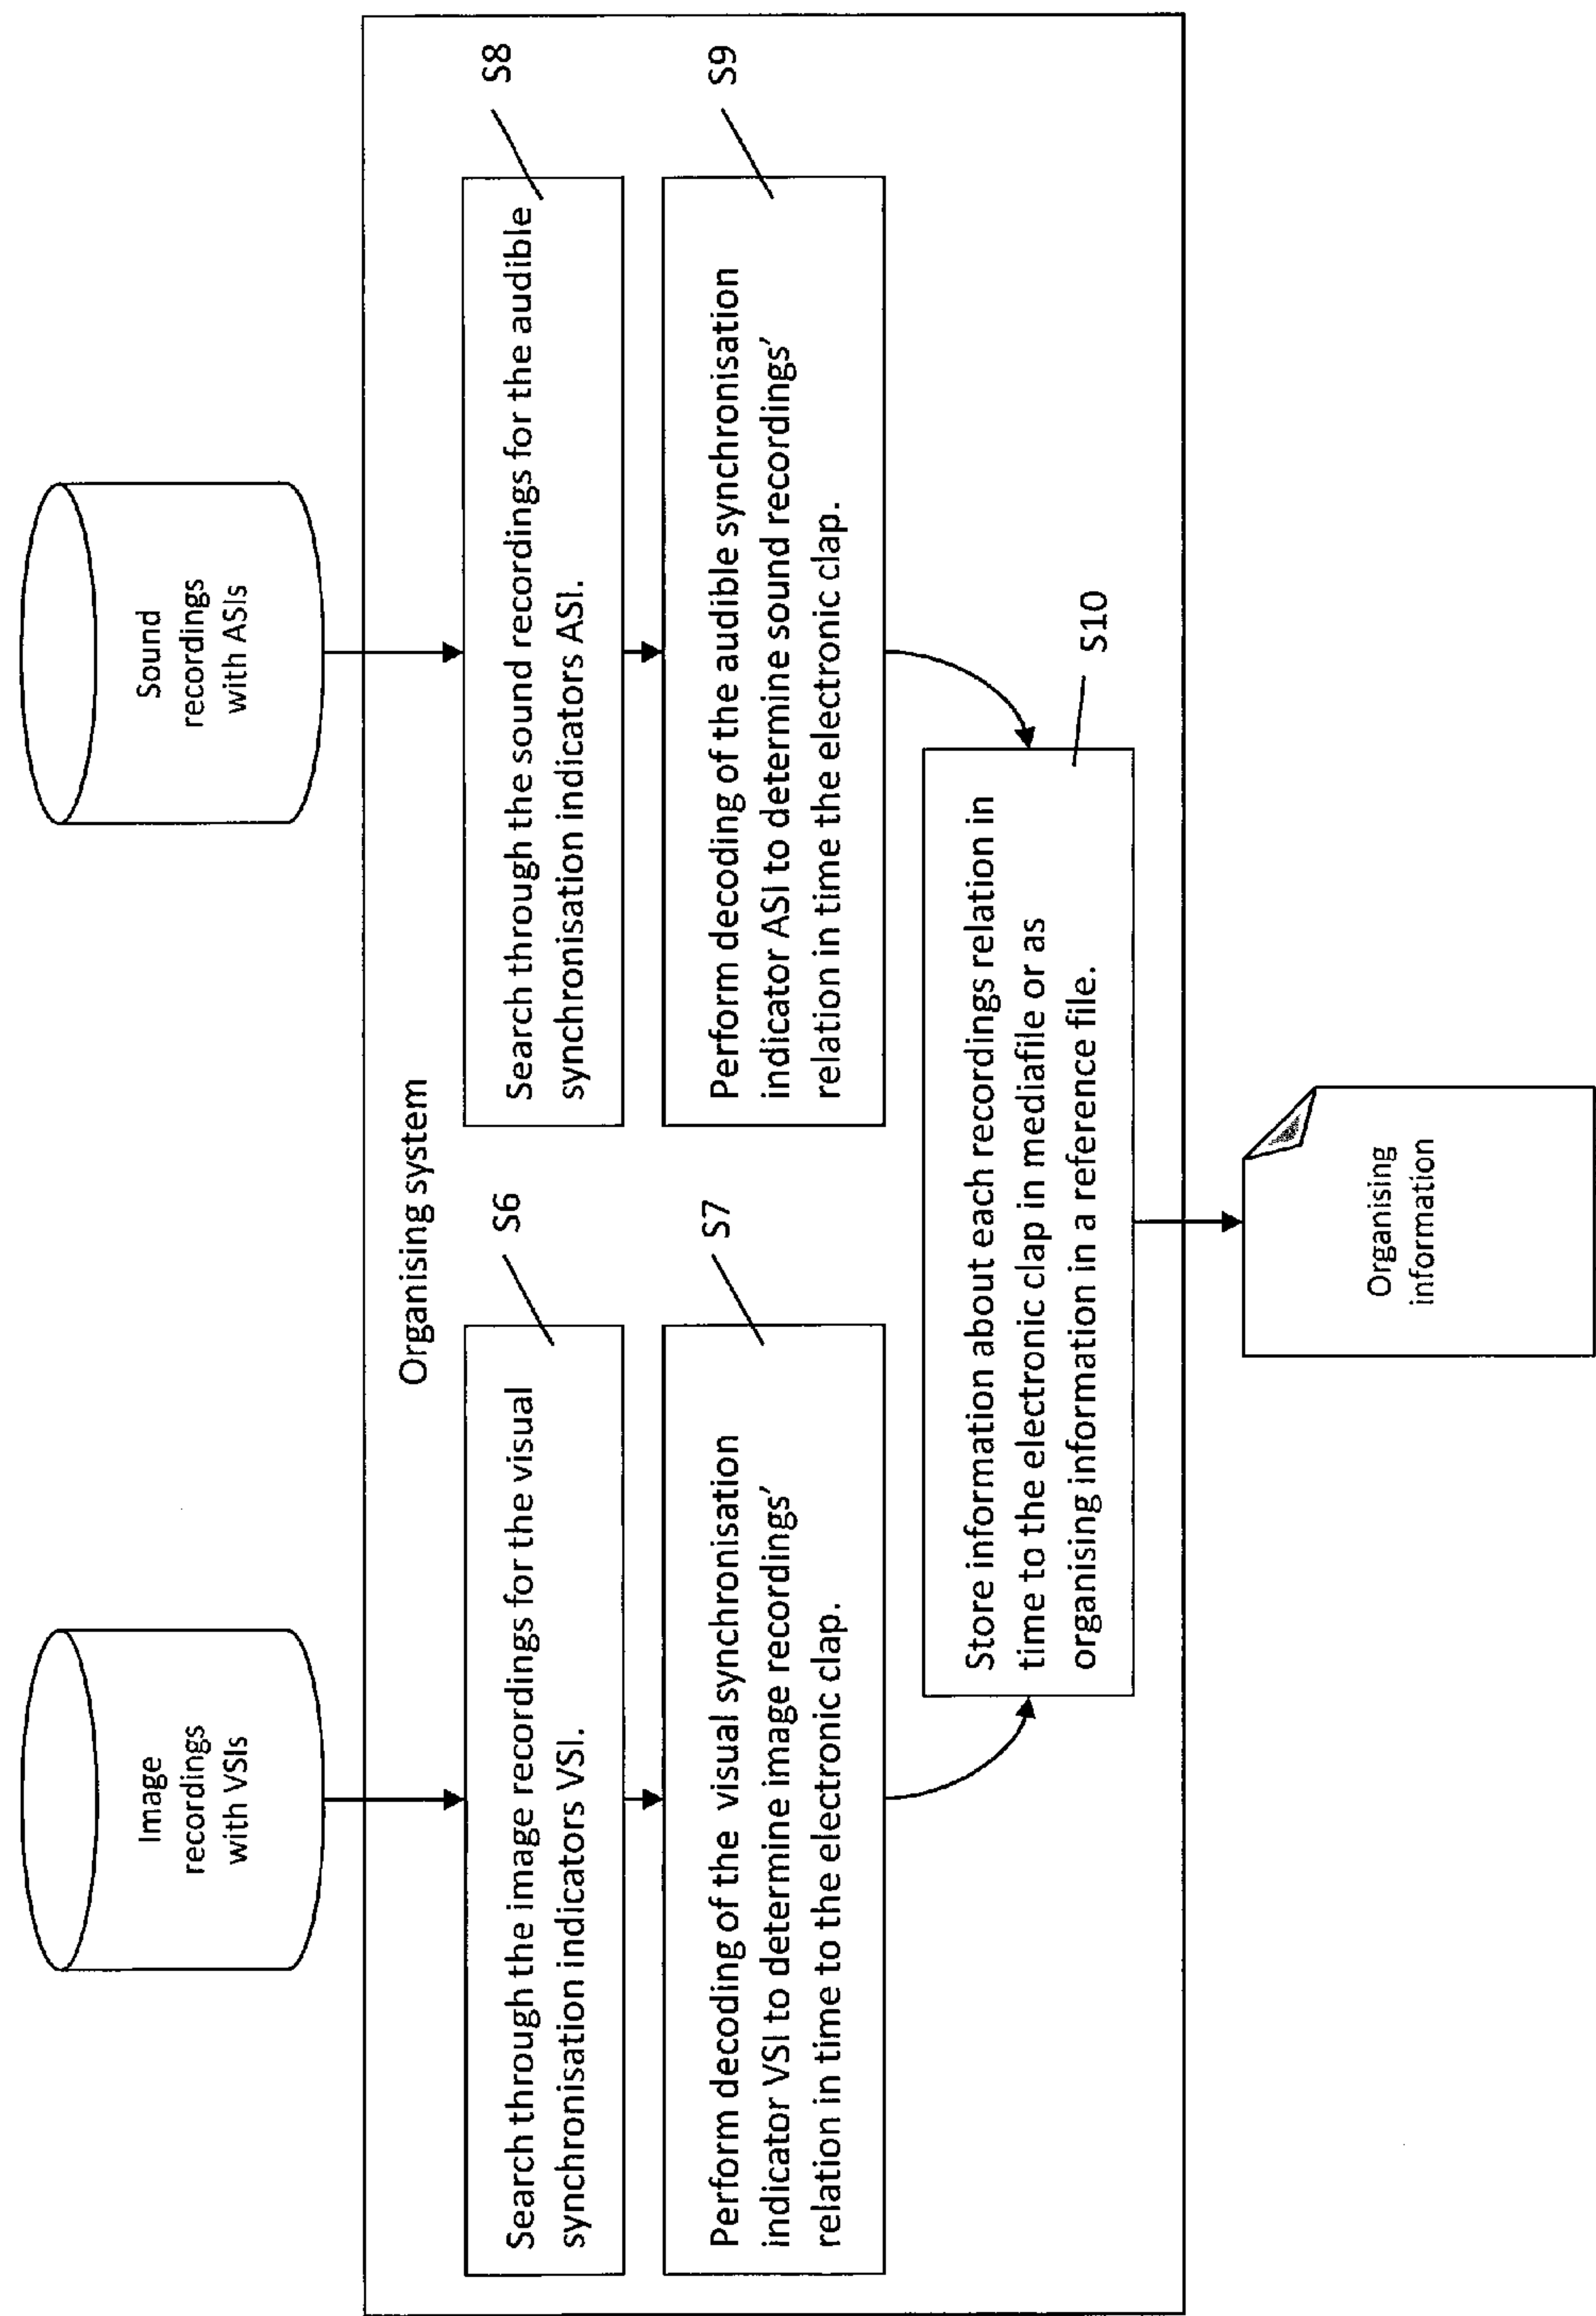 Image
recordings
with VSIs
Sound
recordings
with ASIs
Organising system
S6
Search through the image recordings for the visual
synchronisation indicators VSI.
S7
Perform decoding of the visual synchronisation
indicator VSI to determine image recordings'
relation in time to the electronic clap.
S8
Search through the sound recordings for the audible
synchronisation indicators ASI.
S9
Perform decoding of the audible synchronisation
indicator ASI to determine sound recordings'
relation in time the electronic clap.
S10
Store information about each recordings relation in
time to the electronic clap in mediafile or as
organising information in a reference file.
Organising
information